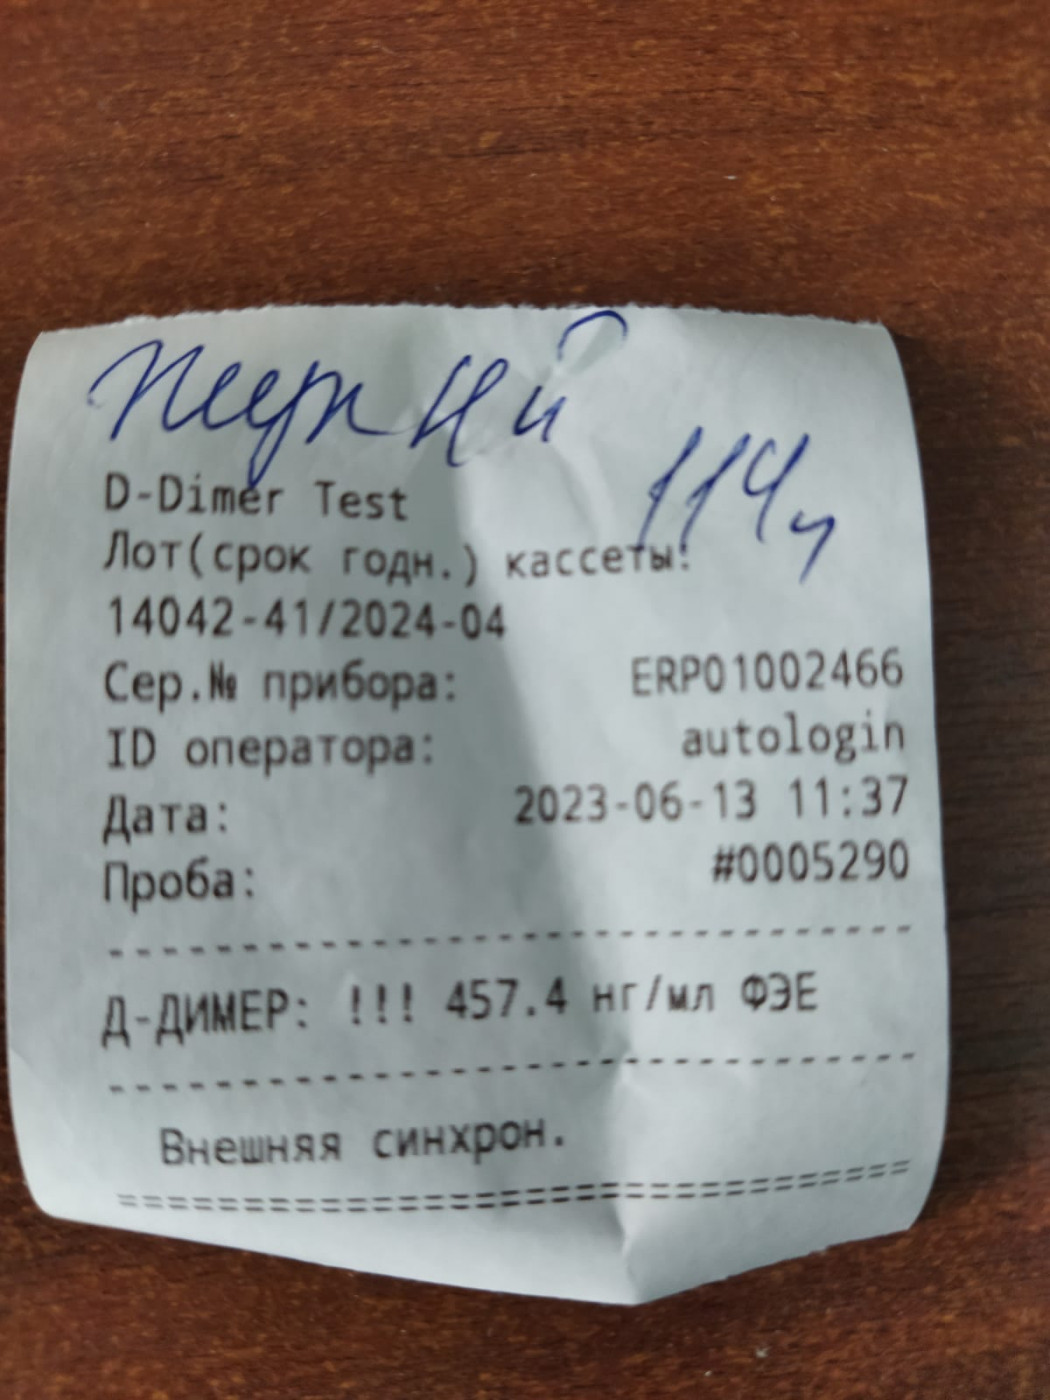 D-Dimer Test
Лот(срок годн.) кассеты:
14042-41/2024-04
Сер.№ прибора: ERP01002466
ID оператора: autologin
Дата: 2023-06-13 11:37
Проба: #0005290
--------------------------------
Д-ДИМЕР: !!! 457.4 нг/мл ФЭЕ
--------------------------------
Внешняя синхрон.
================================